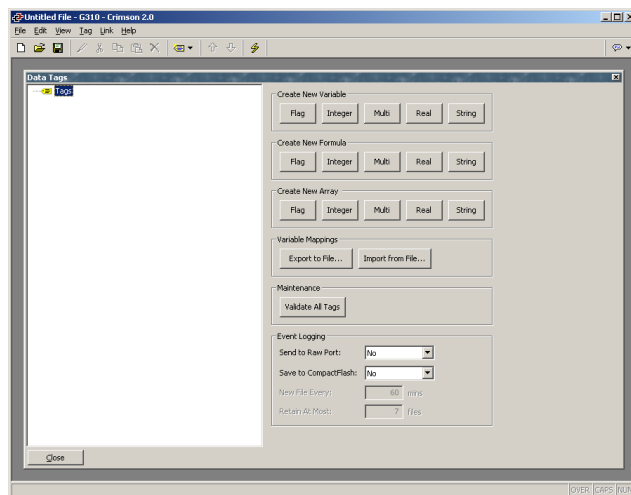 Untitled File - G310 - Crimson 2.0
File Edit View Tag Link Help
Data Tags
Tags
Create New Variable
Flag Integer Multi Real String
Create New Formula
Flag Integer Multi Real String
Create New Array
Flag Integer Multi Real String
Variable Mappings
Export to File... Import from File...
Maintenance
Validate All Tags
Event Logging
Send to Raw Port: No
Save to CompactFlash: No
New File Every: 60 mins
Retain At Most: 7 files
Close
OVER CAPS NUM